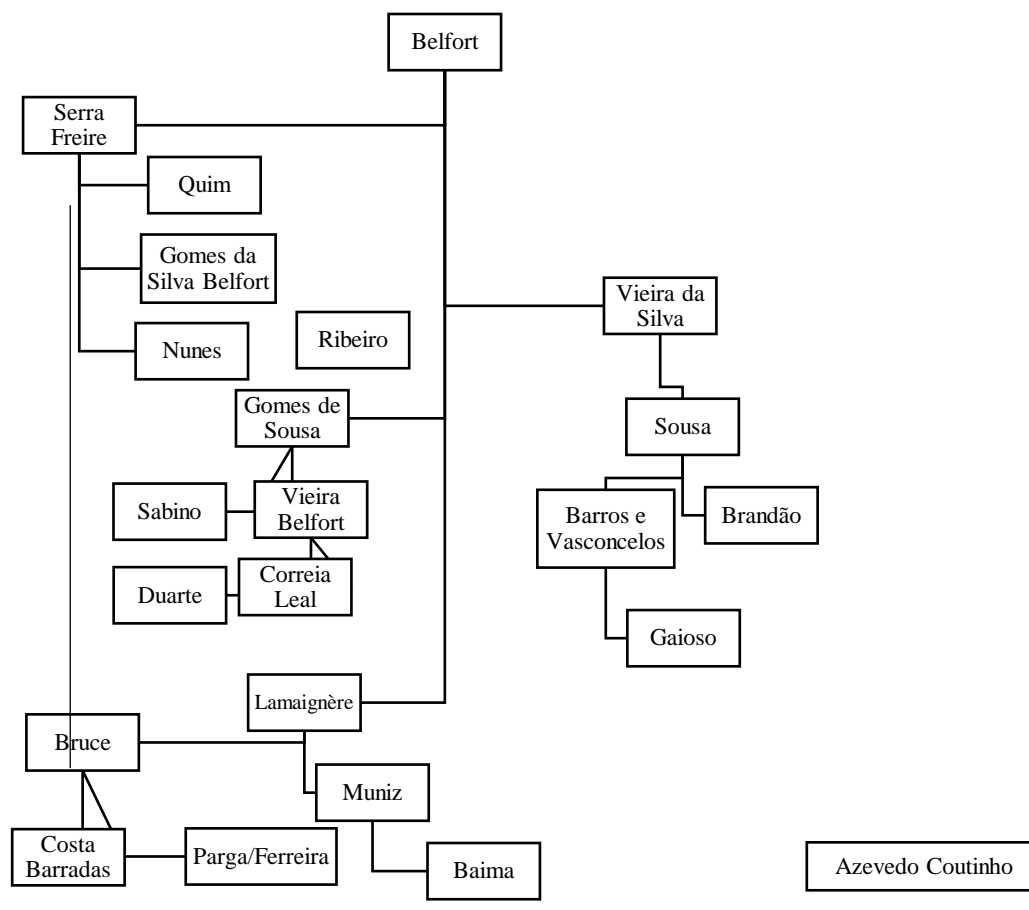 Belfort
Serra
Freire
Quim
Gomes da
Silva Belfort
Nunes
Ribeiro
Vieira da
Silva
Gomes de
Sousa
Sousa
Sabino
Vieira
Belfort
Barros e
Vasconcelos
Brandão
Duarte
Correia
Leal
Gaioso
Lamaignère
Bruce
Muniz
Costa
Barradas
Parga/Ferreira
Baima
Azevedo Coutinho